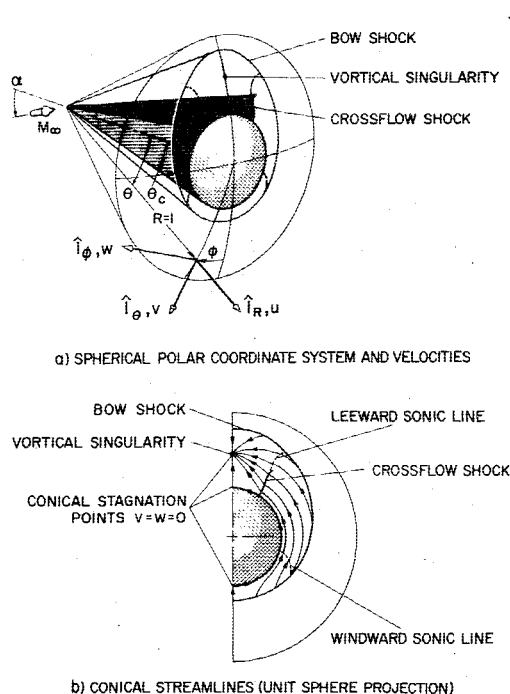 BOW SHOCK
VORTICAL SINGULARITY
CROSSFLOW SHOCK
α
M∞
θ
θc
R=1
φ
îφ,w
îθ,v
îR,u
a) SPHERICAL POLAR COORDINATE SYSTEM AND VELOCITIES
BOW SHOCK
LEEWARD SONIC LINE
VORTICAL SINGULARITY
CROSSFLOW SHOCK
CONICAL STAGNATION
POINTS V=W=0
WINDWARD SONIC LINE
b) CONICAL STREAMLINES (UNIT SPHERE PROJECTION)